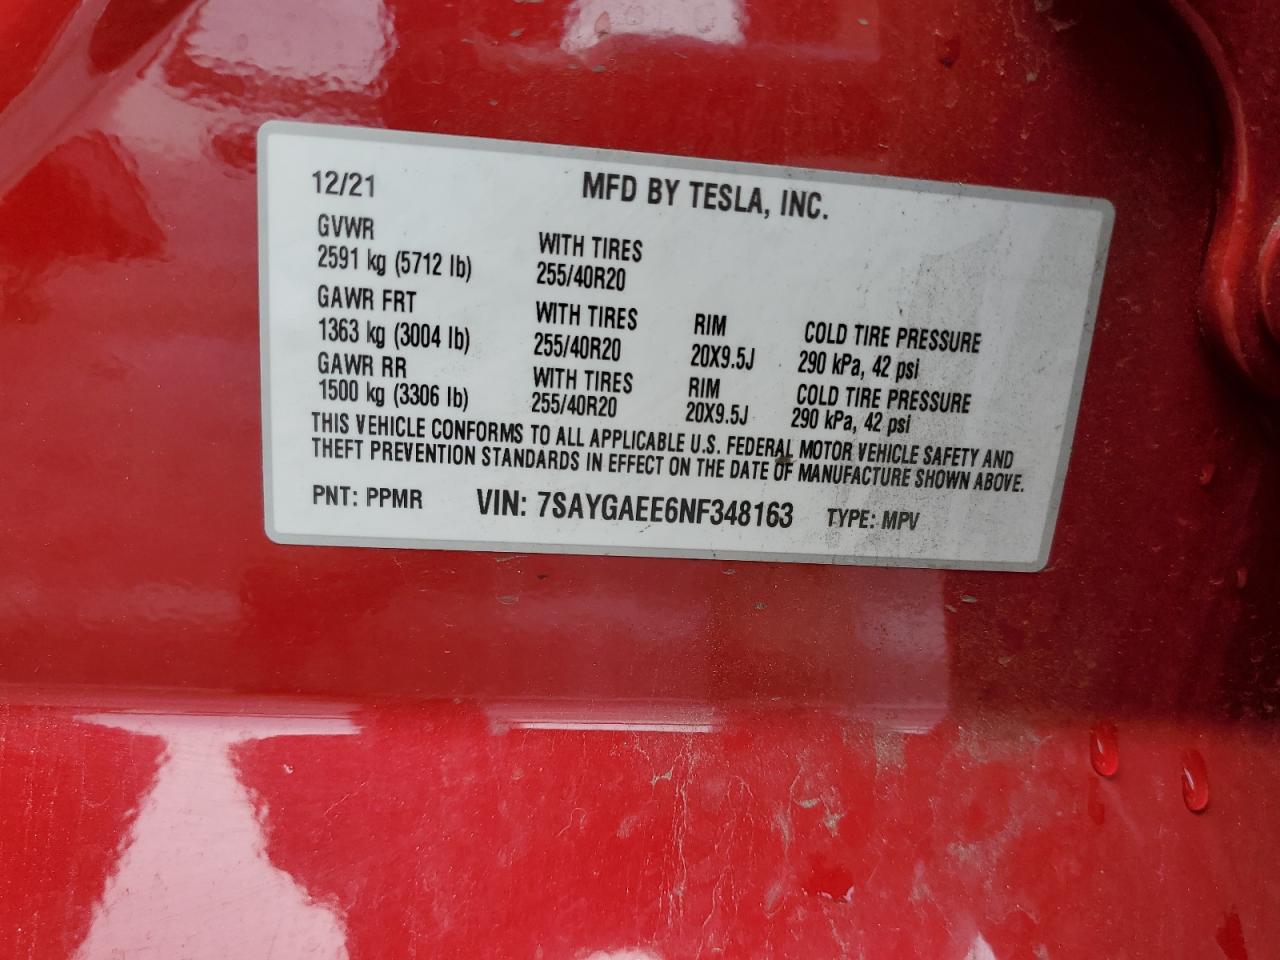 12/21 MFD BY TESLA, INC.
GVWR WITH TIRES
2591 kg (5712 lb) 255/40R20
GAWR FRT WITH TIRES RIM COLD TIRE PRESSURE
1363 kg (3004 lb) 255/40R20 20X9.5J 290 kPa, 42 psi
GAWR RR WITH TIRES RIM COLD TIRE PRESSURE
1500 kg (3306 lb) 255/40R20 20X9.5J 290 kPa, 42 psi
THIS VEHICLE CONFORMS TO ALL APPLICABLE U.S. FEDERAL MOTOR VEHICLE SAFETY AND
THEFT PREVENTION STANDARDS IN EFFECT ON THE DATE OF MANUFACTURE SHOWN ABOVE.
PNT: PPMR VIN: 7SAYGAEE6NF348163 TYPE: MPV